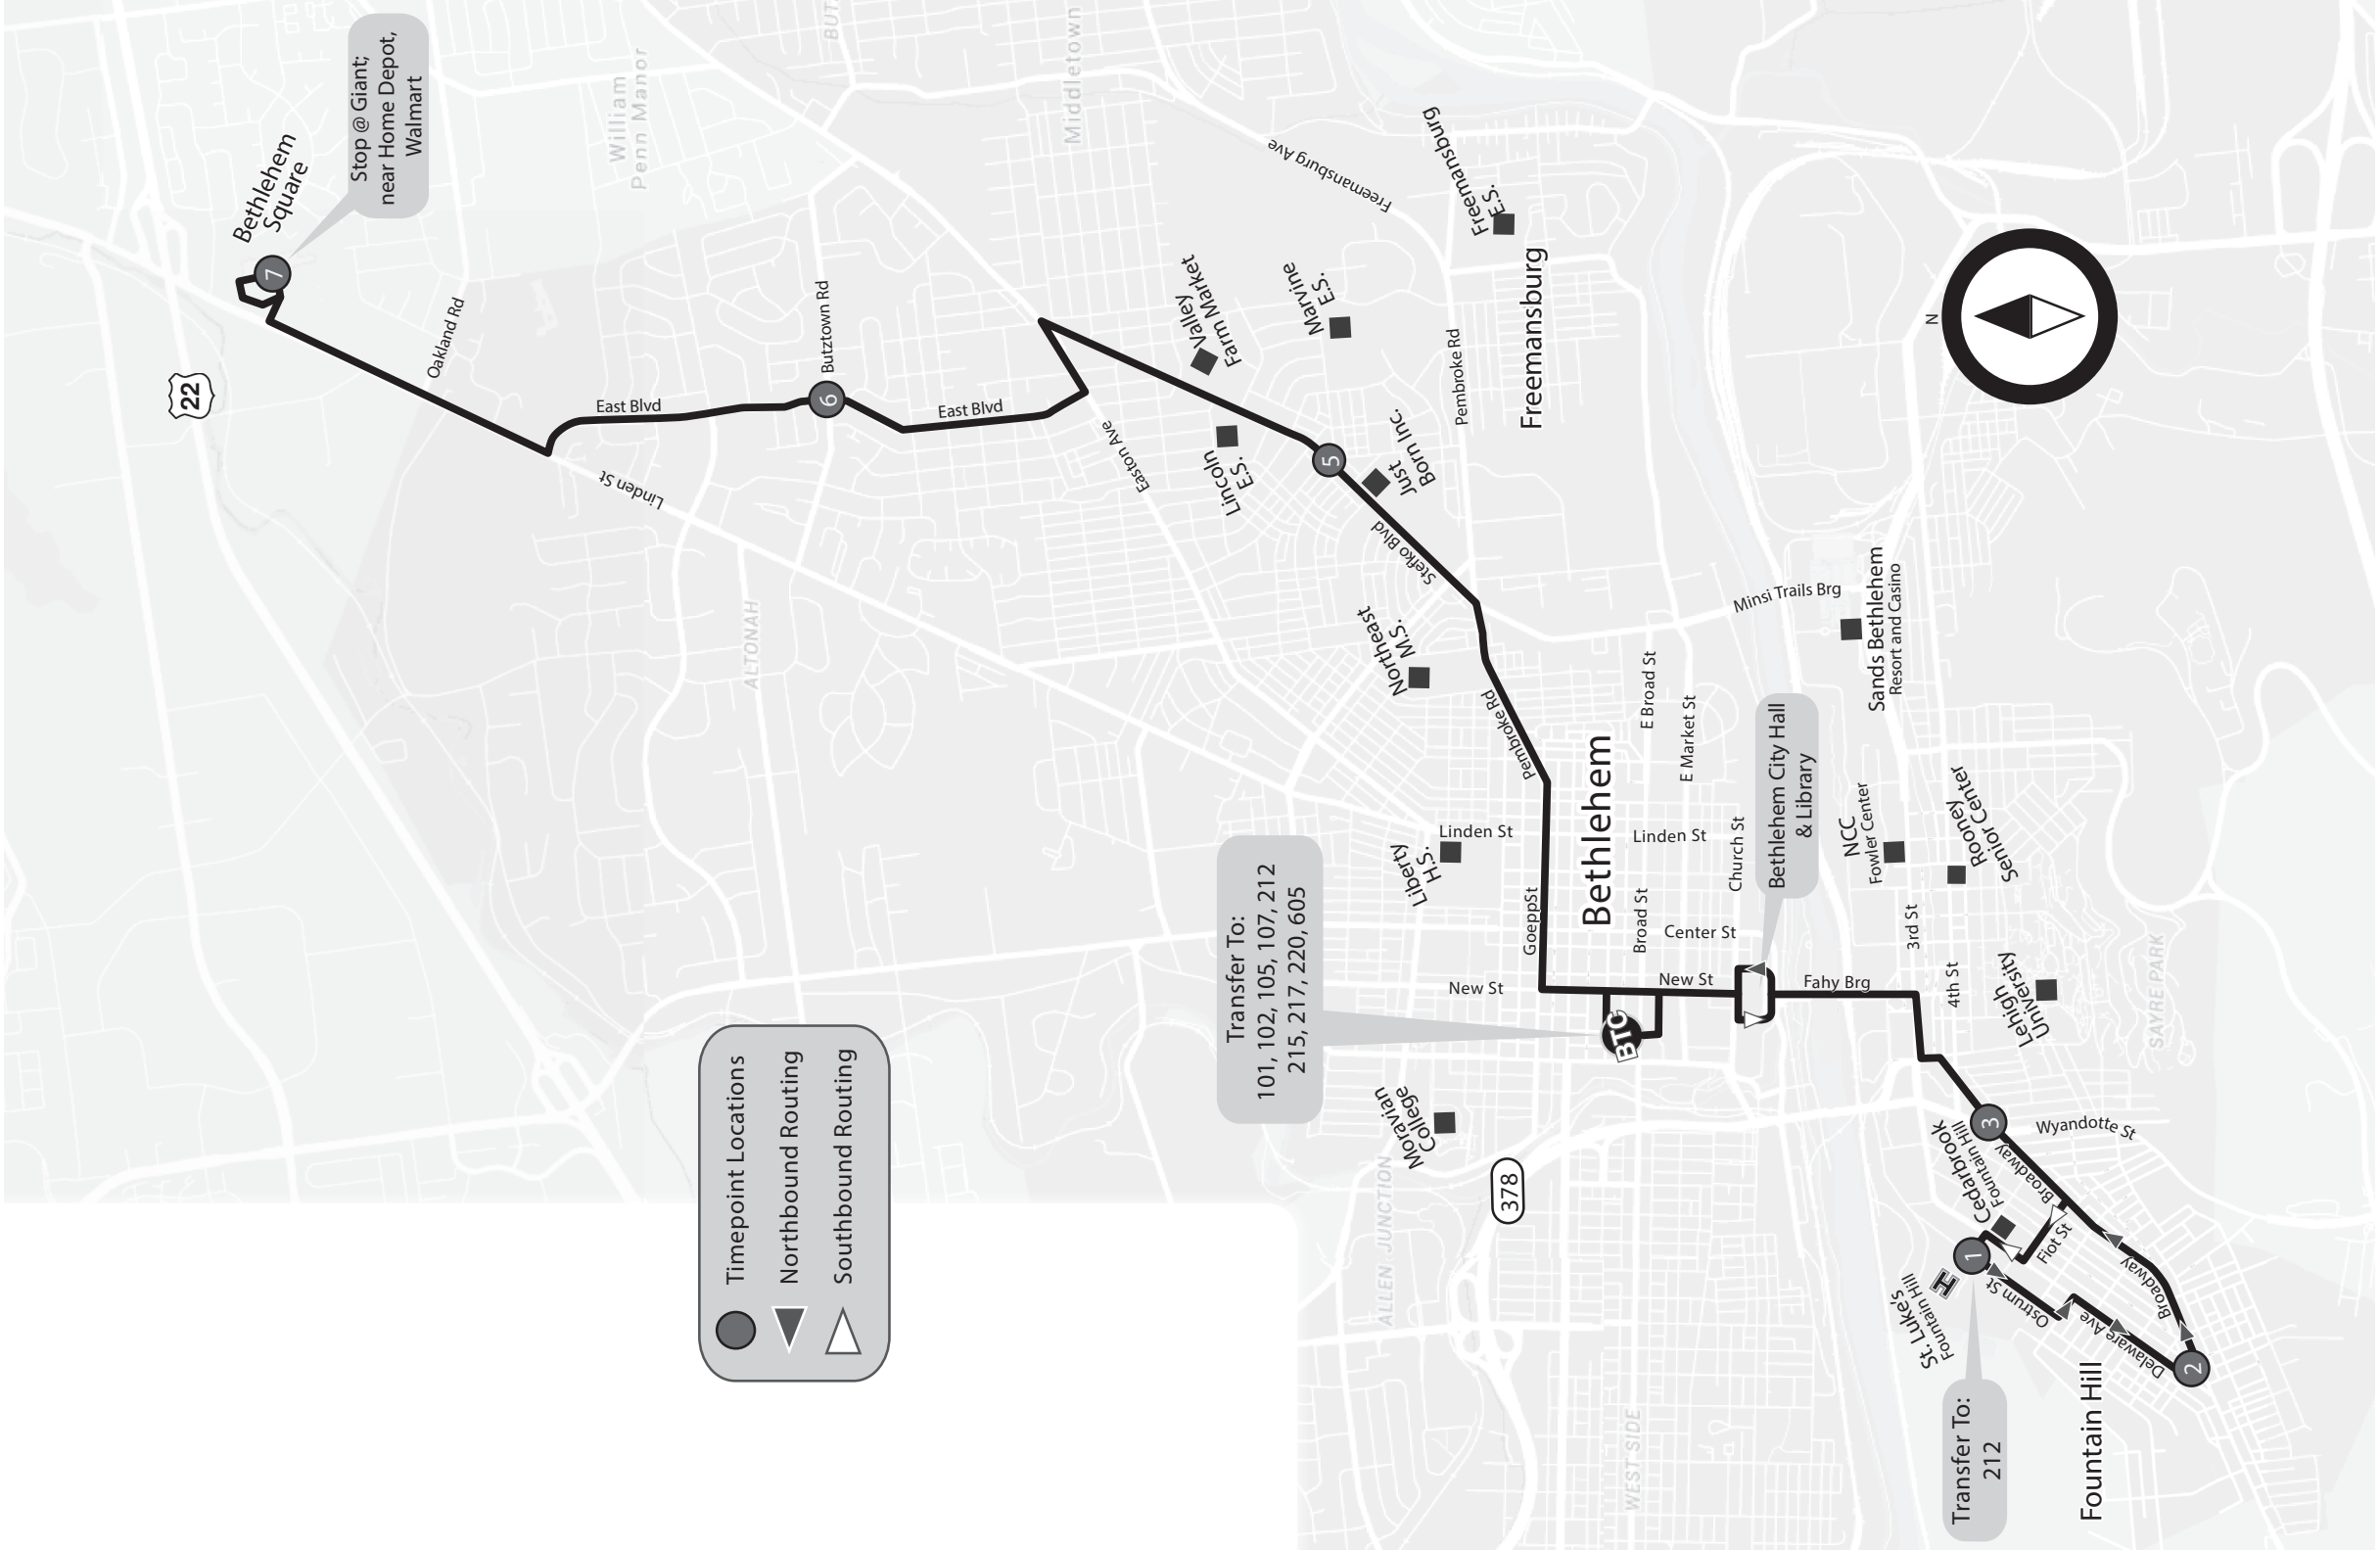 BUT
William
Penn Manor
Middletown
Stop @ Giant;
near Home Depot,
Walmart
Bethlehem
Square
7
22
Oakland Rd
East Blvd
Butztown Rd
6
East Blvd
Linden St
ALTONAH
Easton Ave
Valley
Farm Market
Lincoln
E.S.
Marvine
E.S.
Freemansburg Ave
Freemansburg
E.S.
Freemansburg
Pembroke Rd
5
Just
Born Inc.
Stefko Blvd
Northeast
M.S.
Pembroke Rd
N
Minsi Trails Brg
Sands Bethlehem
Resort and Casino
E Broad St
E Market St
Bethlehem
Bethlehem City Hall
& Library
Liberty
H.S.
Linden St
Linden St
Church St
NCC
Fowler Center
Rooney
Senior Center
Transfer To:
101, 102, 105, 107, 212
215, 217, 220, 605
GoeppSt
Broad St
Center St
3rd St
New St
New St
Fahy Brg
4th St
Lehigh
University
SAYRE PARK
BTC
Moravian
College
378
ALLEN JUNCTION
WEST SIDE
3
Wyandotte St
Cedarbrook
Fountain Hill
Broadway
Fiot St
1
St. Luke's
Fountain Hill
H
Ostrum St
Delaware Ave
Broadway
2
Transfer To:
212
Fountain Hill
Timepoint Locations
Northbound Routing
Southbound Routing